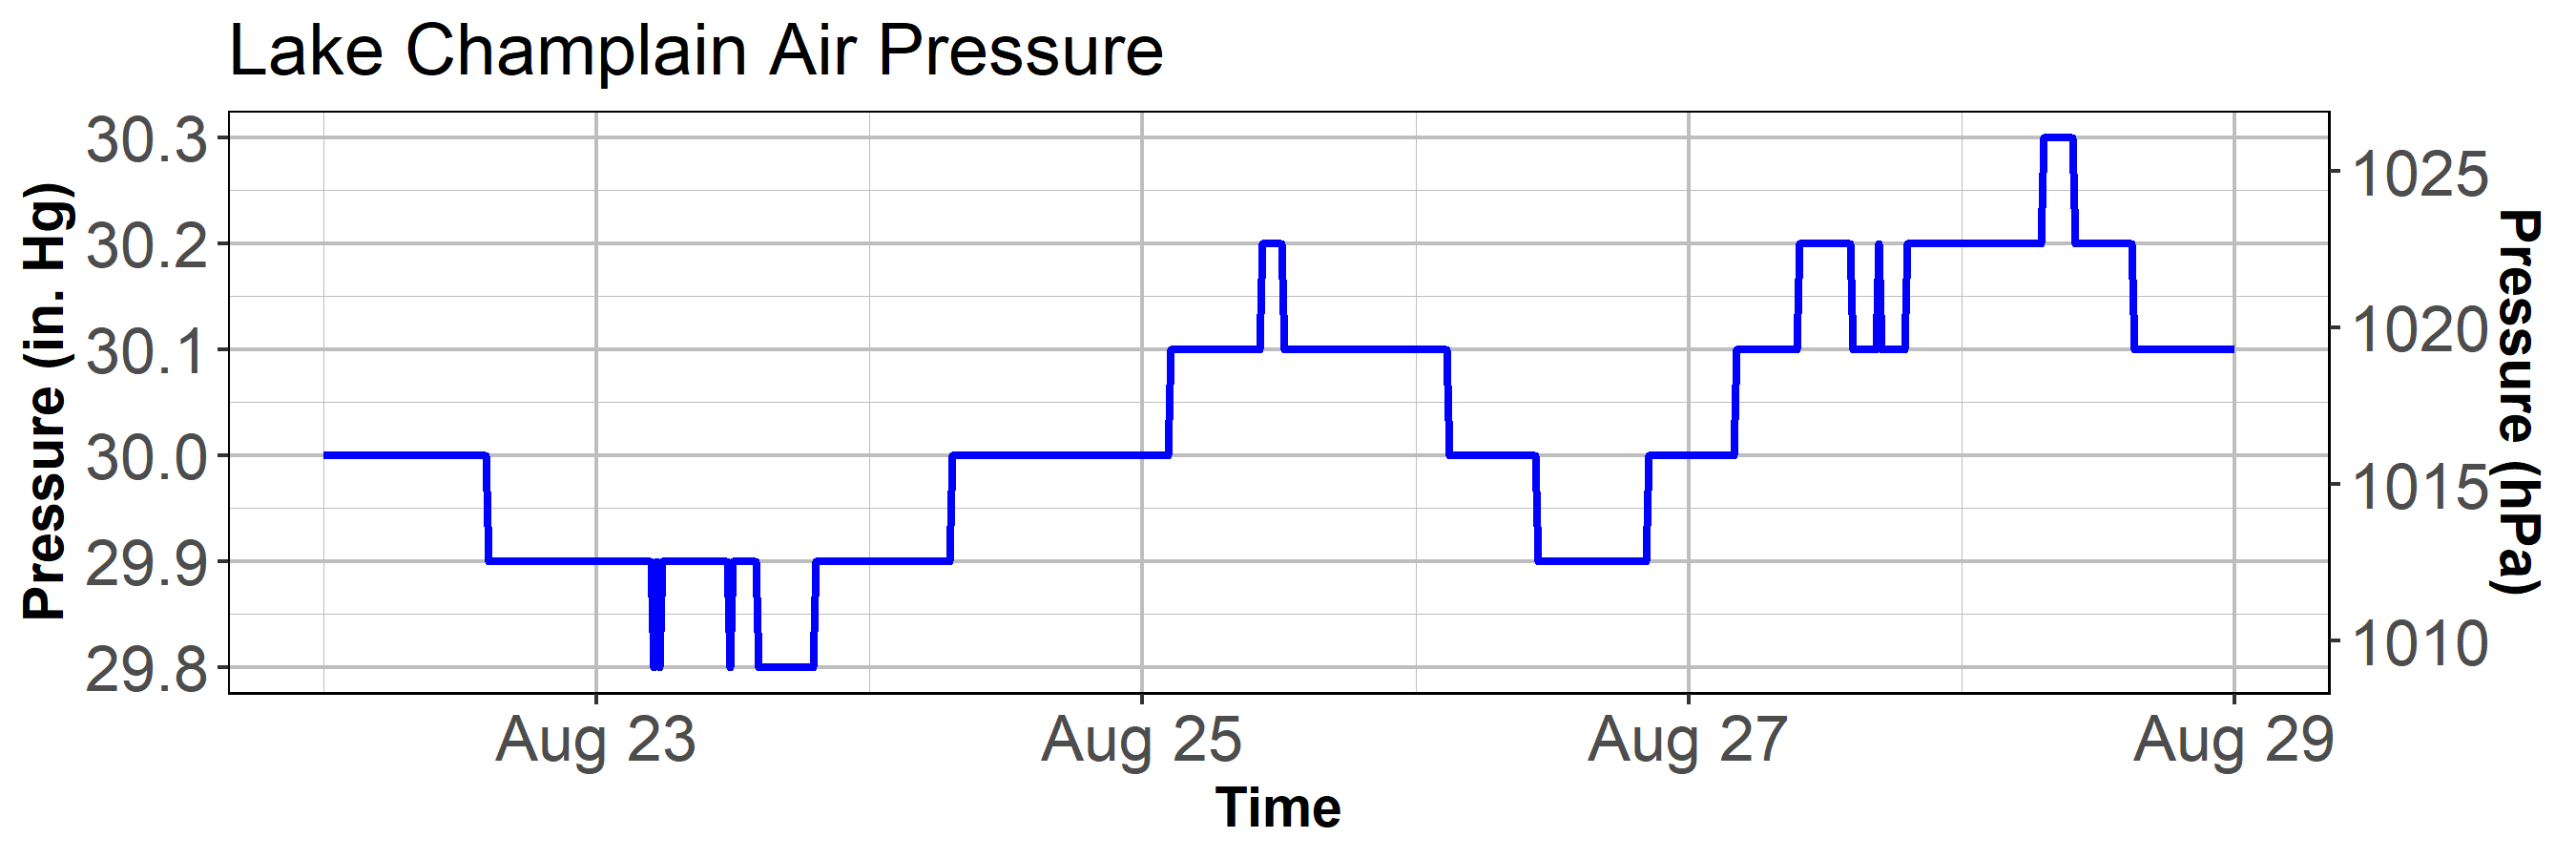 Lake Champlain Air Pressure
Pressure (in. Hg)
30.3
30.2
30.1
30.0
29.9
29.8
1025
1020
1015
1010
Pressure (hPa)
Aug 23 Aug 25 Aug 27 Aug 29
Time